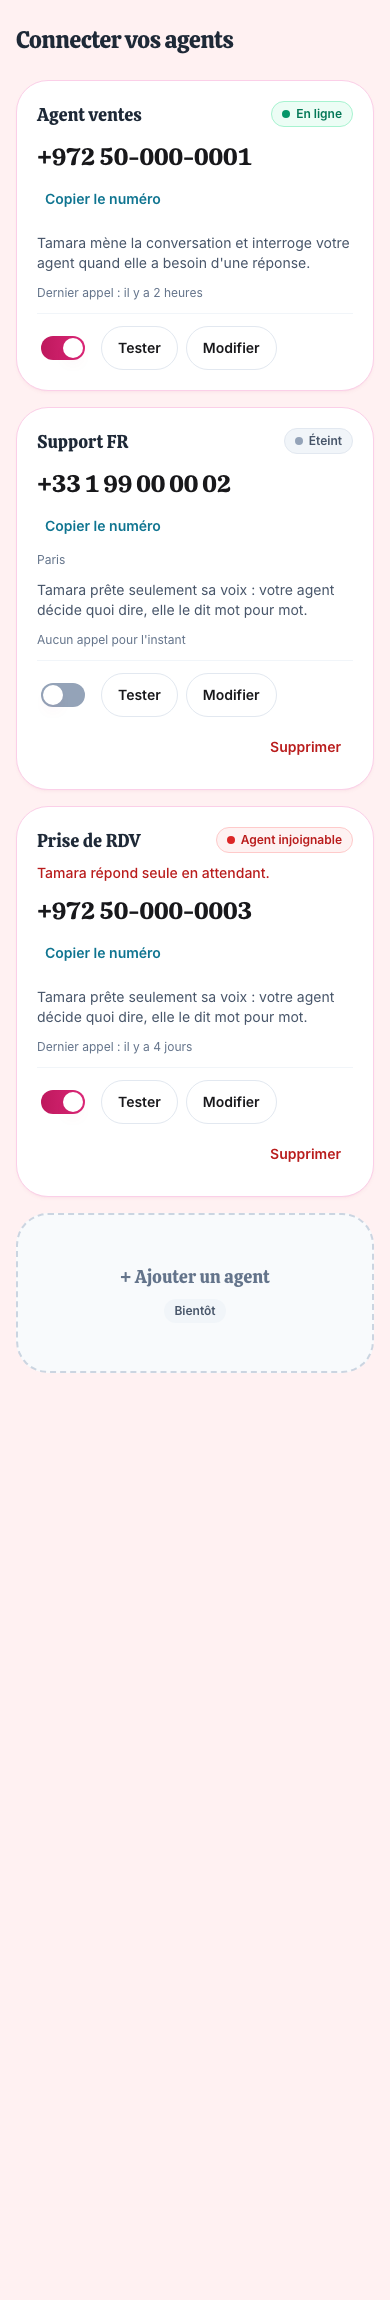 Connecter vos agents
Agent ventes
En ligne
+972 50-000-0001
Copier le numéro
Tamara mène la conversation et interroge votre
agent quand elle a besoin d'une réponse.
Dernier appel : il y a 2 heures
Tester
Modifier
Support FR
Éteint
+33 1 99 00 00 02
Copier le numéro
Paris
Tamara prête seulement sa voix : votre agent
décide quoi dire, elle le dit mot pour mot.
Aucun appel pour l'instant
Tester
Modifier
Supprimer
Prise de RDV
Agent injoignable
Tamara répond seule en attendant.
+972 50-000-0003
Copier le numéro
Tamara prête seulement sa voix : votre agent
décide quoi dire, elle le dit mot pour mot.
Dernier appel : il y a 4 jours
Tester
Modifier
Supprimer
+ Ajouter un agent
Bientôt